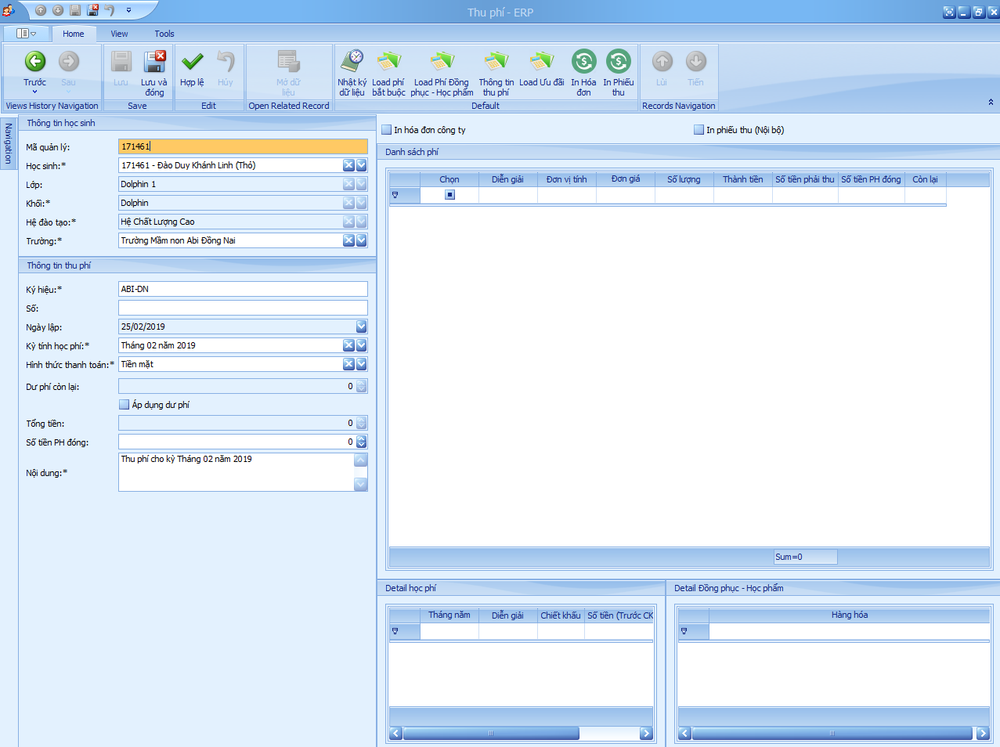 Thu phí - ERP
Home
View
Tools
Trước
Sau
Lưu
Lưu và
đóng
Hợp lệ
Hủy
Mở dữ
liệu
Nhật ký
dữ liệu
Load phí
bắt buộc
Load Phí Đồng
phục - Học phẩm
Thông tin
thu phí
Load Ưu đãi
In Hóa
đơn
In Phiếu
thu
Lùi
Tiến
Views History Navigation
Save
Edit
Open Related Record
Default
Records Navigation
Navigation
Thông tin học sinh
Mã quản lý:
171461
Học sinh:*
171461 - Đào Duy Khánh Linh (Thỏ)
Lớp:
Dolphin 1
Khối:*
Dolphin
Hệ đào tạo:*
Hệ Chất Lượng Cao
Trường:*
Trường Mầm non Abi Đồng Nai
Thông tin thu phí
Ký hiệu:*
ABI-DN
Số:
Ngày lập:
25/02/2019
Kỳ tính học phí:*
Tháng 02 năm 2019
Hình thức thanh toán:*
Tiền mặt
Dư phí còn lại:
0
Áp dụng dư phí
Tổng tiền:
0
Số tiền PH đóng:
0
Nội dung:*
Thu phí cho kỳ Tháng 02 năm 2019
In hóa đơn công ty
In phiếu thu (Nội bộ)
Danh sách phí
Chọn
Diễn giải
Đơn vị tính
Đơn giá
Số lượng
Thành tiền
Số tiền phải thu
Số tiền PH đóng
Còn lại
Sum=0
Detail học phí
Tháng năm
Diễn giải
Chiết khấu
Số tiền (Trước CK
Detail Đồng phục - Học phẩm
Hàng hóa